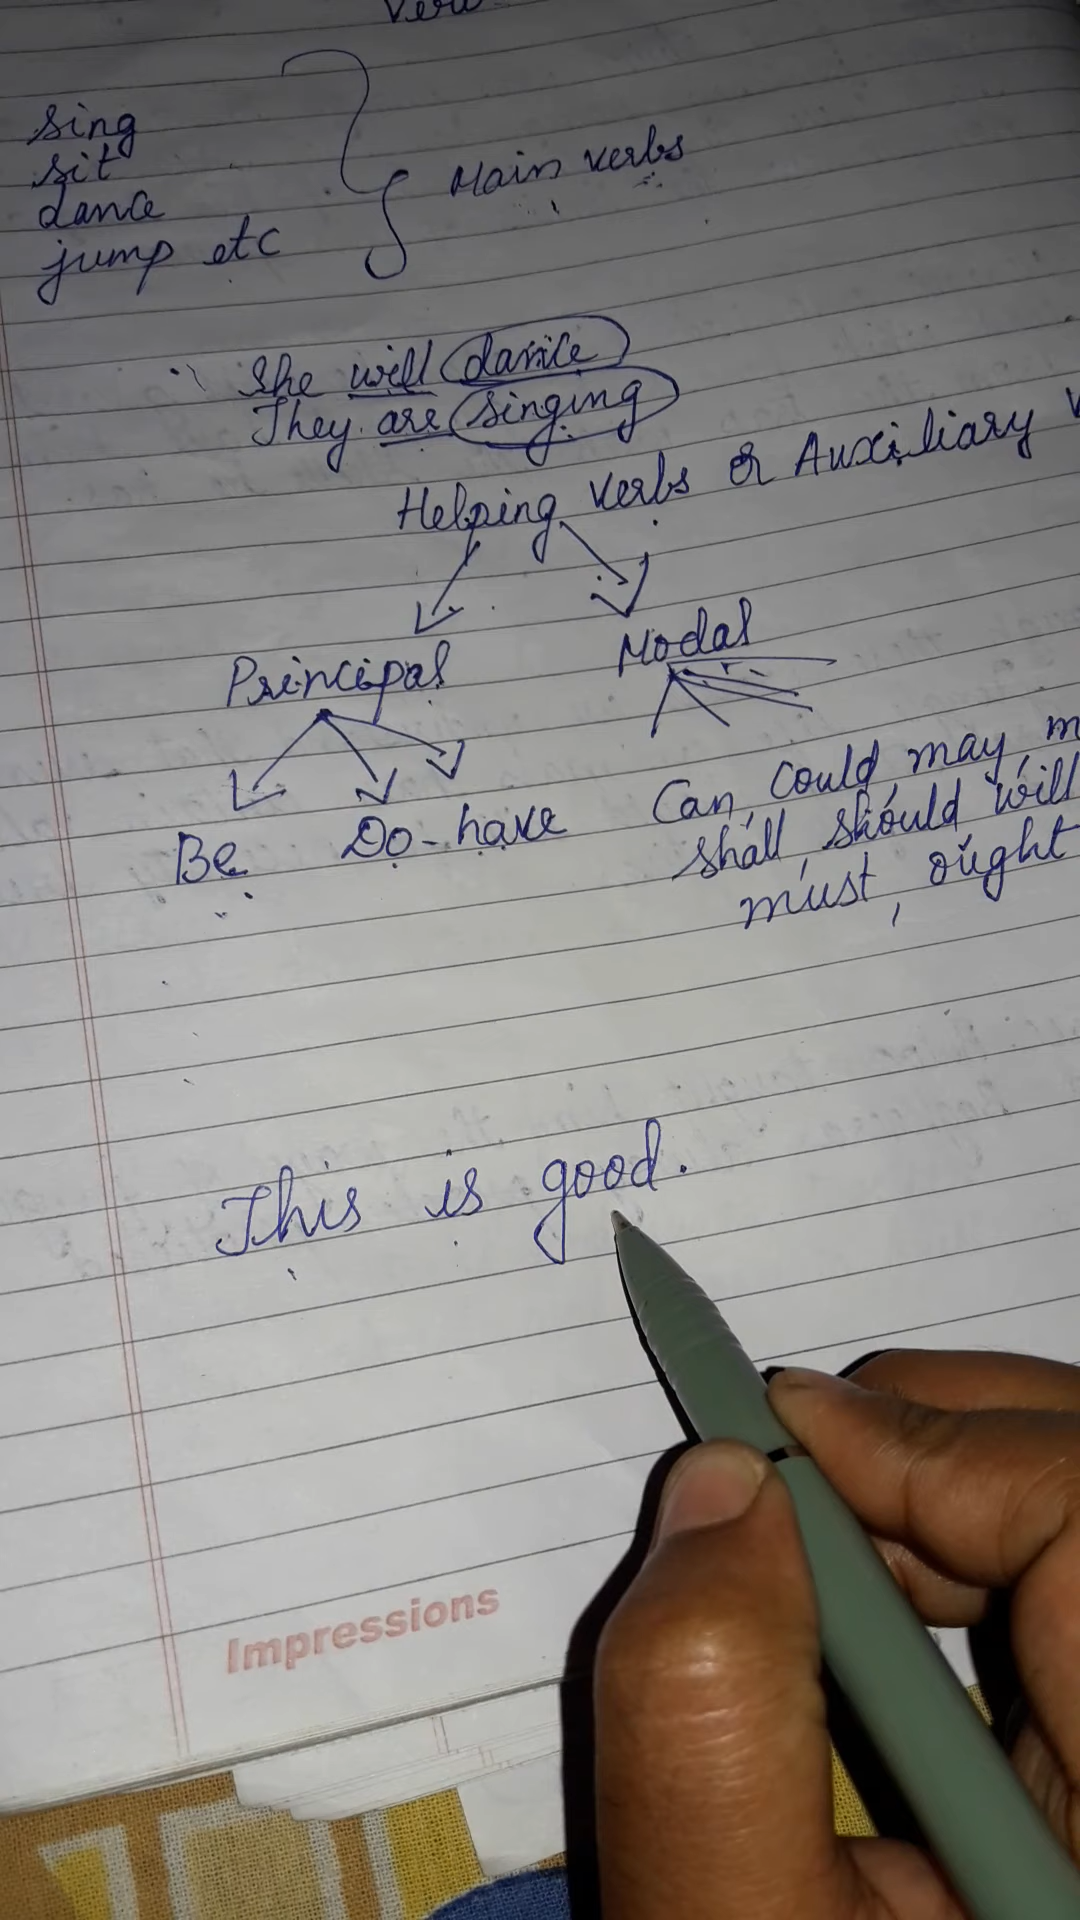 sing
sit
dance
jump etc
Main verbs
She will dance
They are singing
Helping verbs or Auxiliary
Principal
Modal
Be Do - have
Can, could, may,
shall, should will
must, ought
This is good.
Impressions